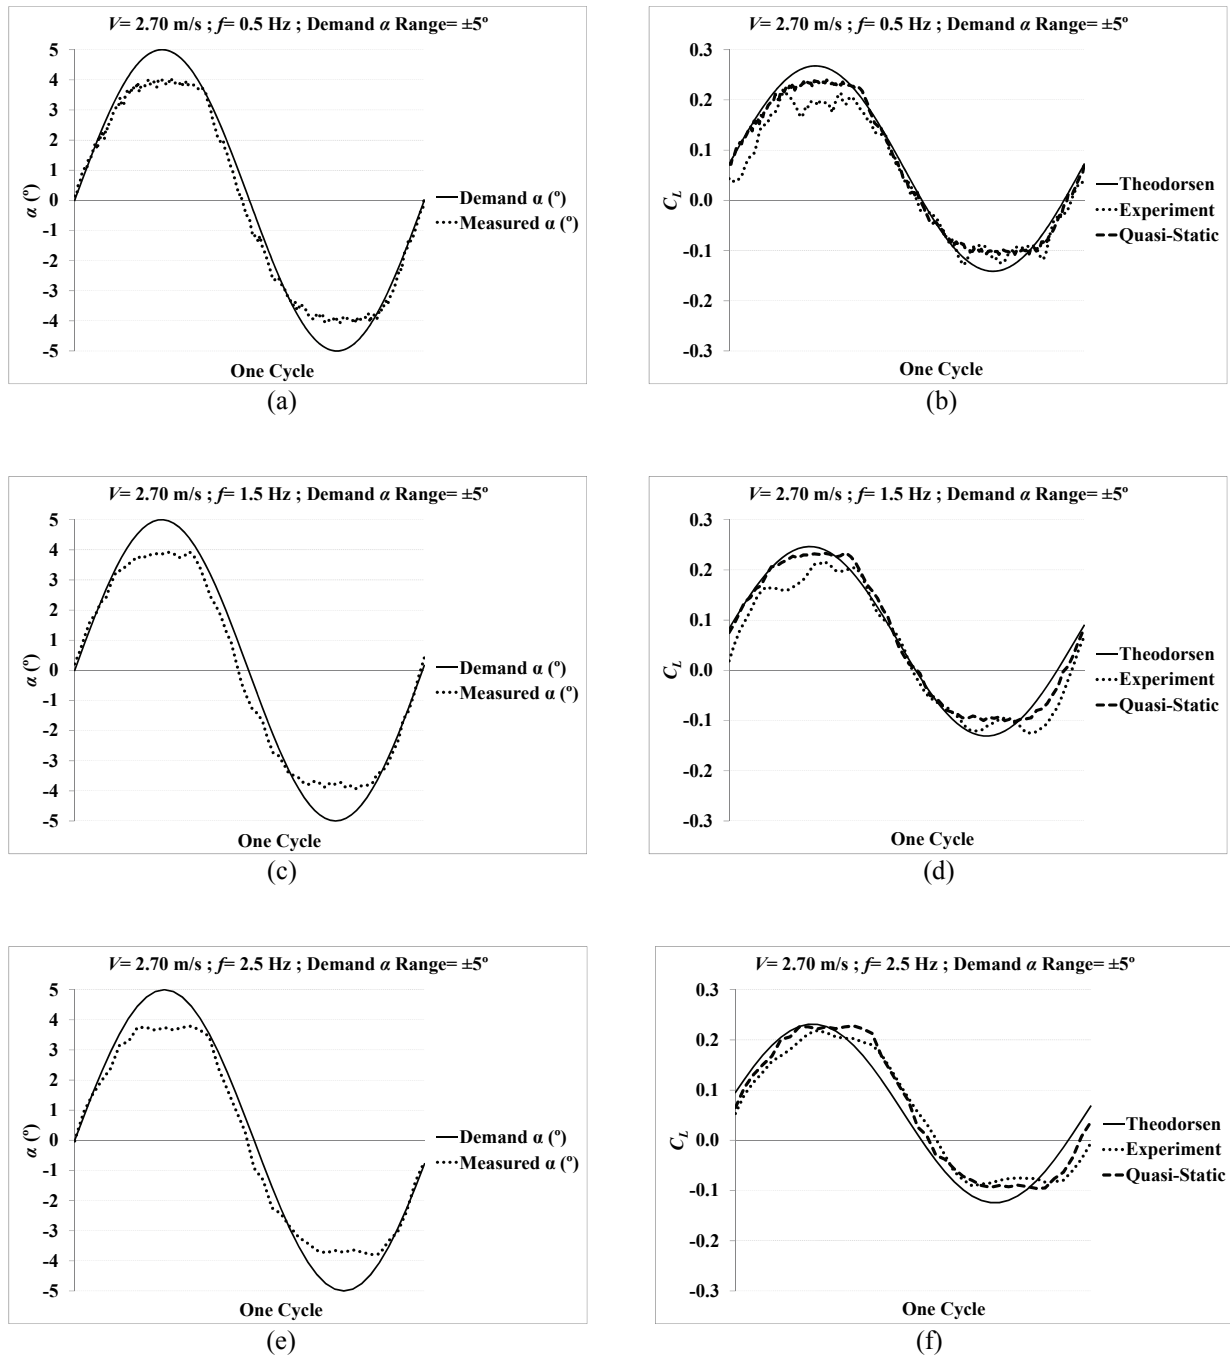 V= 2.70 m/s ; f= 0.5 Hz ; Demand α Range= ±5º
5
4
3
2
1
0
-1
-2
-3
-4
-5
α (º)
Demand α (º)
Measured α (º)
One Cycle
(a)
V= 2.70 m/s ; f= 0.5 Hz ; Demand α Range= ±5º
0.3
0.2
0.1
0.0
-0.1
-0.2
-0.3
CL
Theodorsen
Experiment
Quasi-Static
One Cycle
(b)
V= 2.70 m/s ; f= 1.5 Hz ; Demand α Range= ±5º
5
4
3
2
1
0
-1
-2
-3
-4
-5
α (º)
Demand α (º)
Measured α (º)
One Cycle
(c)
V= 2.70 m/s ; f= 1.5 Hz ; Demand α Range= ±5º
0.3
0.2
0.1
0.0
-0.1
-0.2
-0.3
CL
Theodorsen
Experiment
Quasi-Static
One Cycle
(d)
V= 2.70 m/s ; f= 2.5 Hz ; Demand α Range= ±5º
5
4
3
2
1
0
-1
-2
-3
-4
-5
α (º)
Demand α (º)
Measured α (º)
One Cycle
(e)
V= 2.70 m/s ; f= 2.5 Hz ; Demand α Range= ±5º
0.3
0.2
0.1
0.0
-0.1
-0.2
-0.3
CL
Theodorsen
Experiment
Quasi-Static
One Cycle
(f)